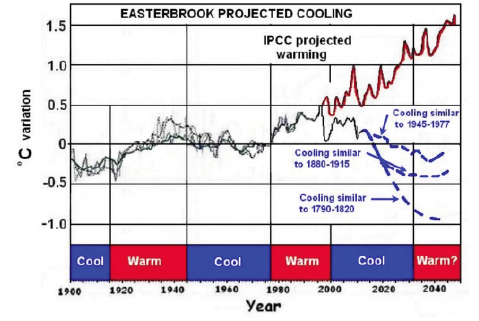 EASTERBROOK PROJECTED COOLING
IPCC projected
warming
1.5
1.0
0.5
0
-0.5
-1.0
°C variation
Cooling similar
to 1945-1977
Cooling similar
to 1880-1915
Cooling similar
to 1790-1820
Cool
Warm
Cool
Warm
Cool
Warm?
1900
1920
1940
1960
1980
2000
2020
2040
Year